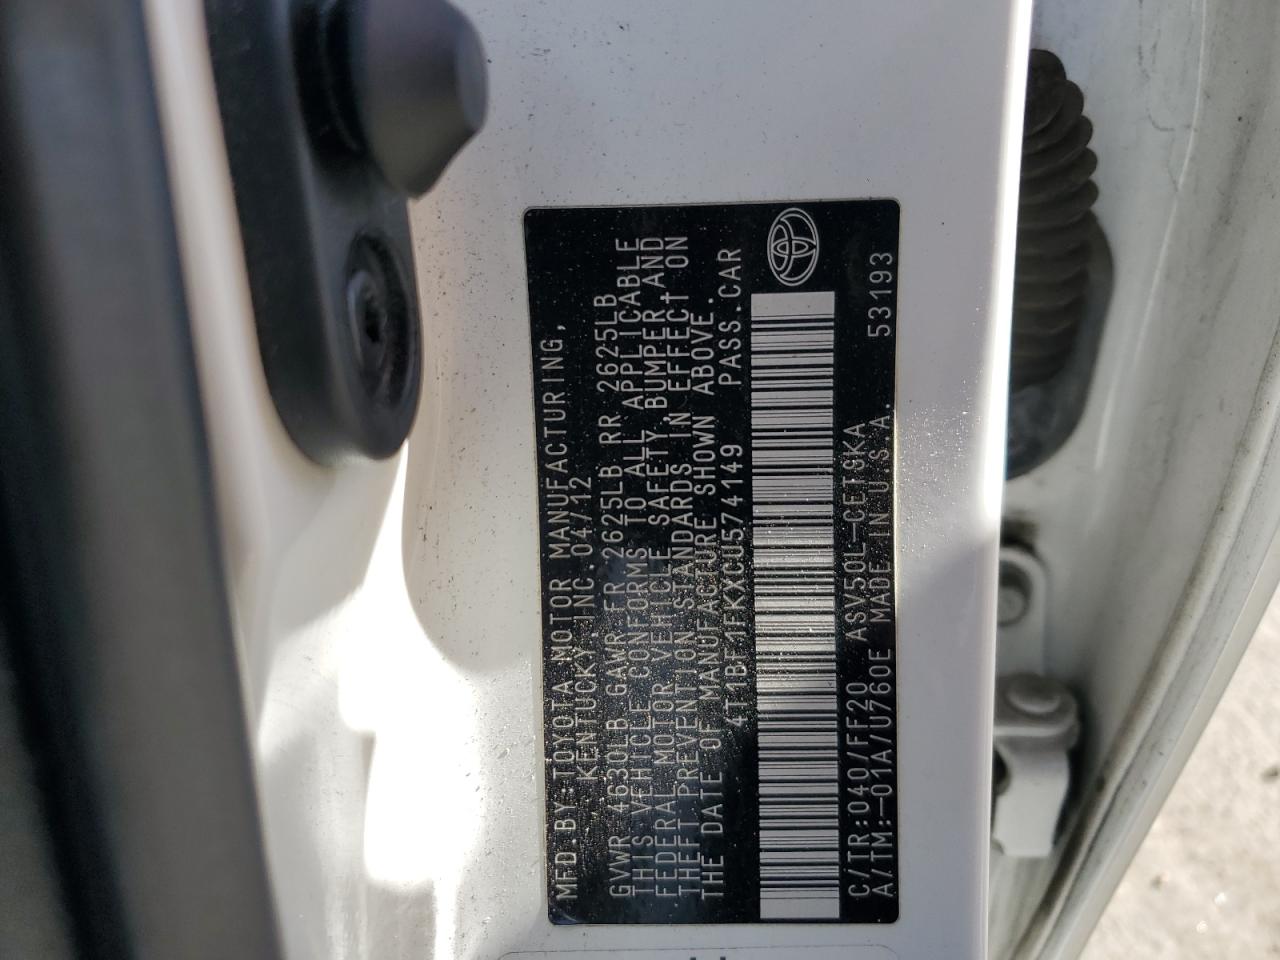 MFD.BY:TOYOTA MOTOR MANUFACTURING,
KENTUCKY,INC. 04/12
GVWR 4630LB GAWR FR 2625LB RR 2625LB
THIS VEHICLE CONFORMS TO ALL APPLICABLE
FEDERAL MOTOR VEHICLE SAFETY,BUMPER,AND
THEFT PREVENTION STANDARDS IN EFFECT ON
THE DATE OF MANUFACTURE SHOWN ABOVE.
4T1BF1FKXCU574149 PASS.CAR
C/TR:040/FF20 ASV50L-CETSKA
A/TM:-01A/U760E MADE IN U.S.A. 53193